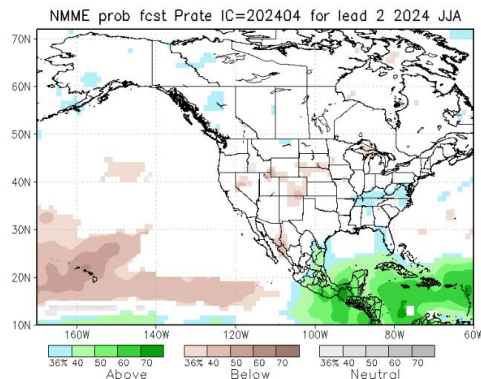 NMME prob fcst Prate IC=202404 for lead 2 2024 JJA
70N
60N
50N
40N
30N
20N
10N
160W 140W 120W 100W 80W 60W
36% 40 50 60 70 36% 40 50 60 70 36% 40 50 60 70
Above Below Neutral